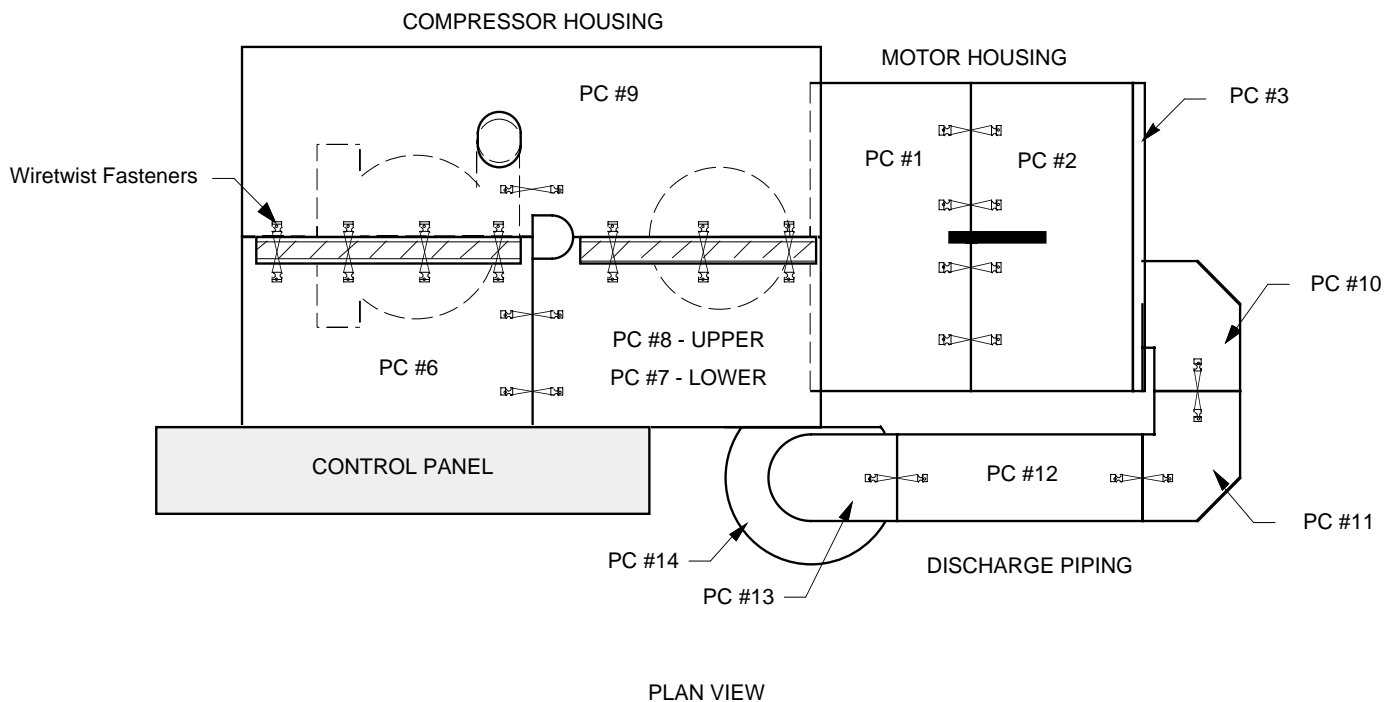 COMPRESSOR HOUSING
MOTOR HOUSING
PC #9
PC #3
PC #1
PC #2
Wiretwist Fasteners
PC #10
PC #8 - UPPER
PC #6
PC #7 - LOWER
CONTROL PANEL
PC #12
PC #11
PC #14
DISCHARGE PIPING
PC #13
PLAN VIEW